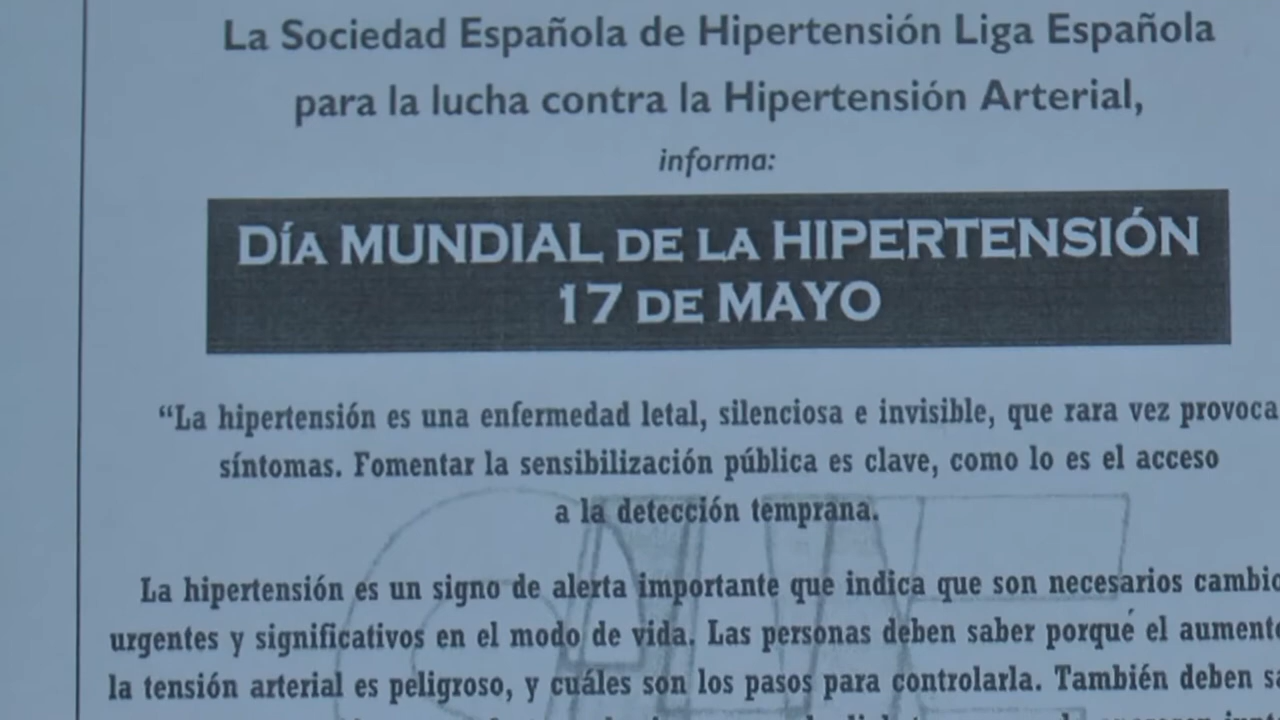 La Sociedad Española de Hipertensión Liga Española
para la lucha contra la Hipertensión Arterial,
informa:
DÍA MUNDIAL DE LA HIPERTENSIÓN
17 DE MAYO
“La hipertensión es una enfermedad letal, silenciosa e invisible, que rara vez provoca
síntomas. Fomentar la sensibilización pública es clave, como lo es el acceso
a la detección temprana.
La hipertensión es un signo de alerta importante que indica que son necesarios
urgentes y significativos en el modo de vida. Las personas deben saber porqué el
la tensión arterial es peligroso, y cuáles son los pasos para controlarla. También deben